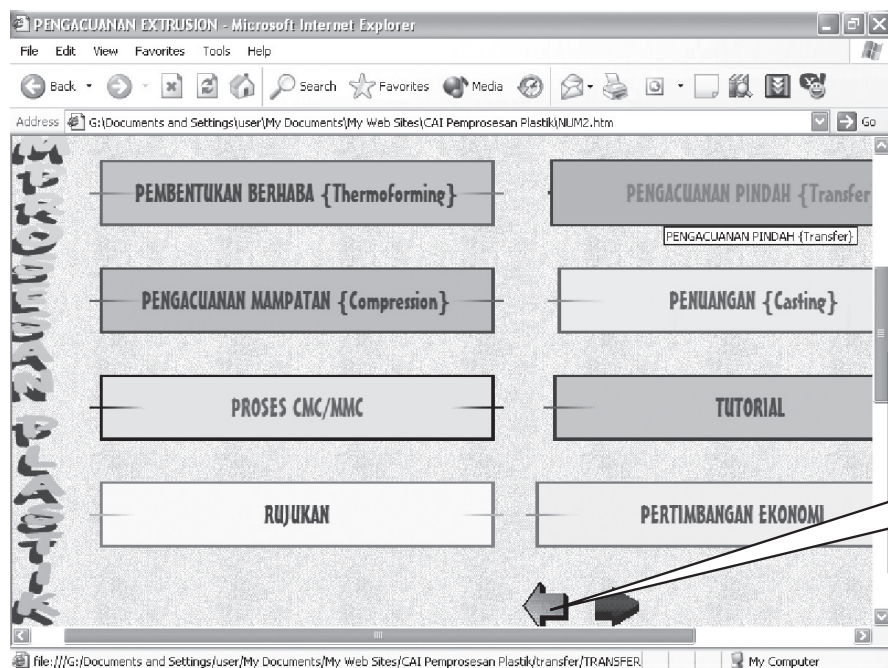 PENGACUANAN EXTRUSION - Microsoft Internet Explorer
File Edit View Favorites Tools Help
Back Search Favorites Media
Address G:\Documents and Settings\user\My Documents\My Web Sites\CAI Pemprosesan Plastik\NUM2.htm Go
MPROSESAN PLASTIK
PEMBENTUKAN BERHABA {Thermoforming}
PENGACUANAN PINDAH {Transfer
PENGACUANAN PINDAH {Transfer}
PENGACUANAN MAMPATAN {Compression}
PENUANGAN {Casting}
PROSES CMC/MMC
TUTORIAL
RUJUKAN
PERTIMBANGAN EKONOMI
file:///G:/Documents and Settings/user/My Documents/My Web Sites/CAI Pemprosesan Plastik/transfer/TRANSFER My Computer